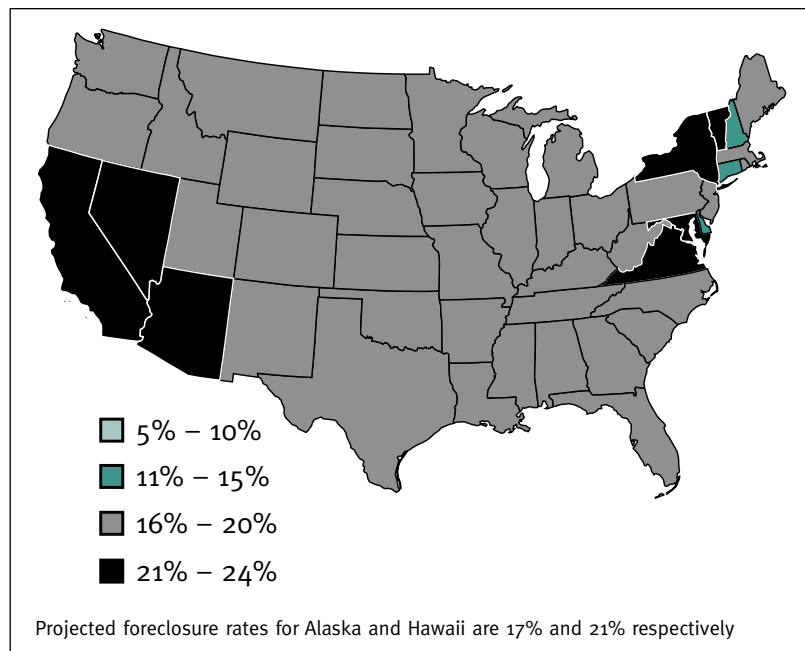 5% – 10%
11% – 15%
16% – 20%
21% – 24%
Projected foreclosure rates for Alaska and Hawaii are 17% and 21% respectively